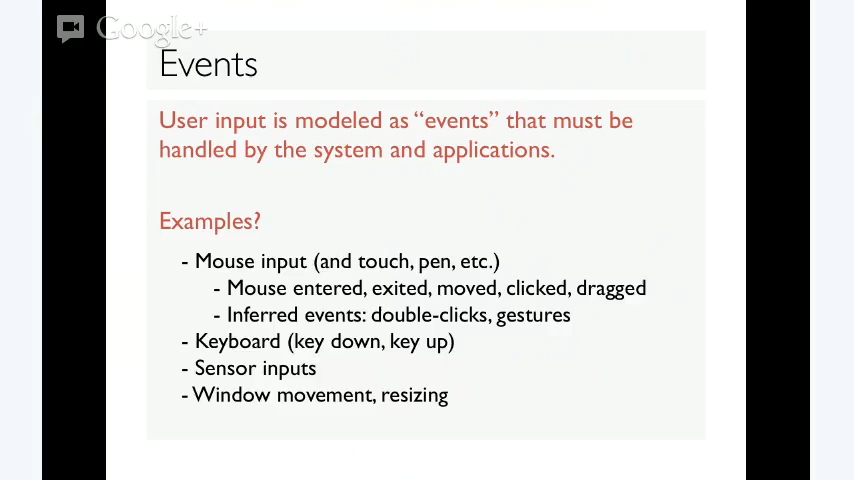 Google+
Events
User input is modeled as “events” that must be
handled by the system and applications.
Examples?
- Mouse input (and touch, pen, etc.)
- Mouse entered, exited, moved, clicked, dragged
- Inferred events: double-clicks, gestures
- Keyboard (key down, key up)
- Sensor inputs
- Window movement, resizing